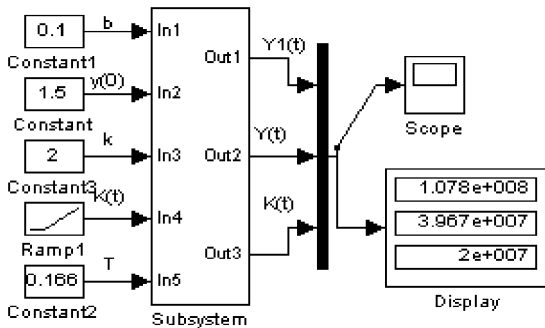 0.1
b
Constant1
1.5
y(0)
Constant
2
k
Constant3
K(t)
Ramp1
0.166
T
Constant2
In1
In2
In3
In4
In5
Out1
Out2
Out3
Subsystem
Y1(t)
Y(t)
K(t)
Scope
1.078e+008
3.967e+007
2e+007
Display